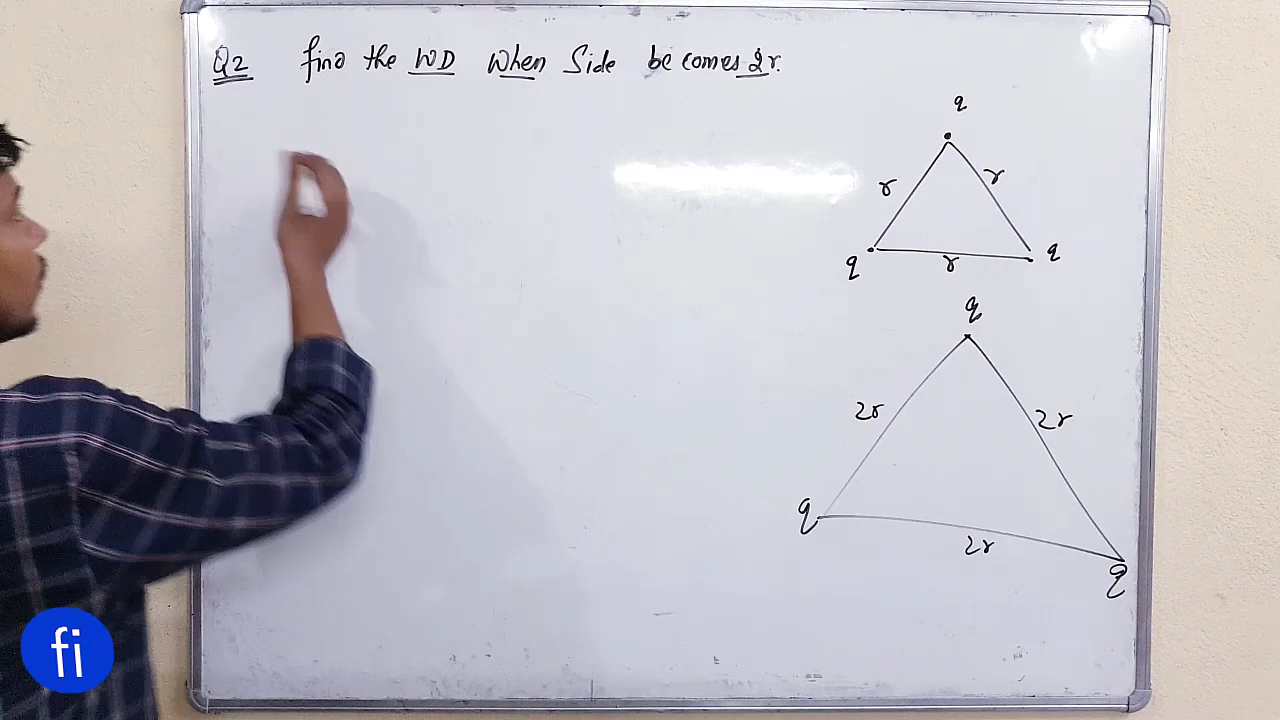 Q2 find the WD when Side becomes 2r.
q
r r
q r q
q
2r 2r
q 2r q
fi